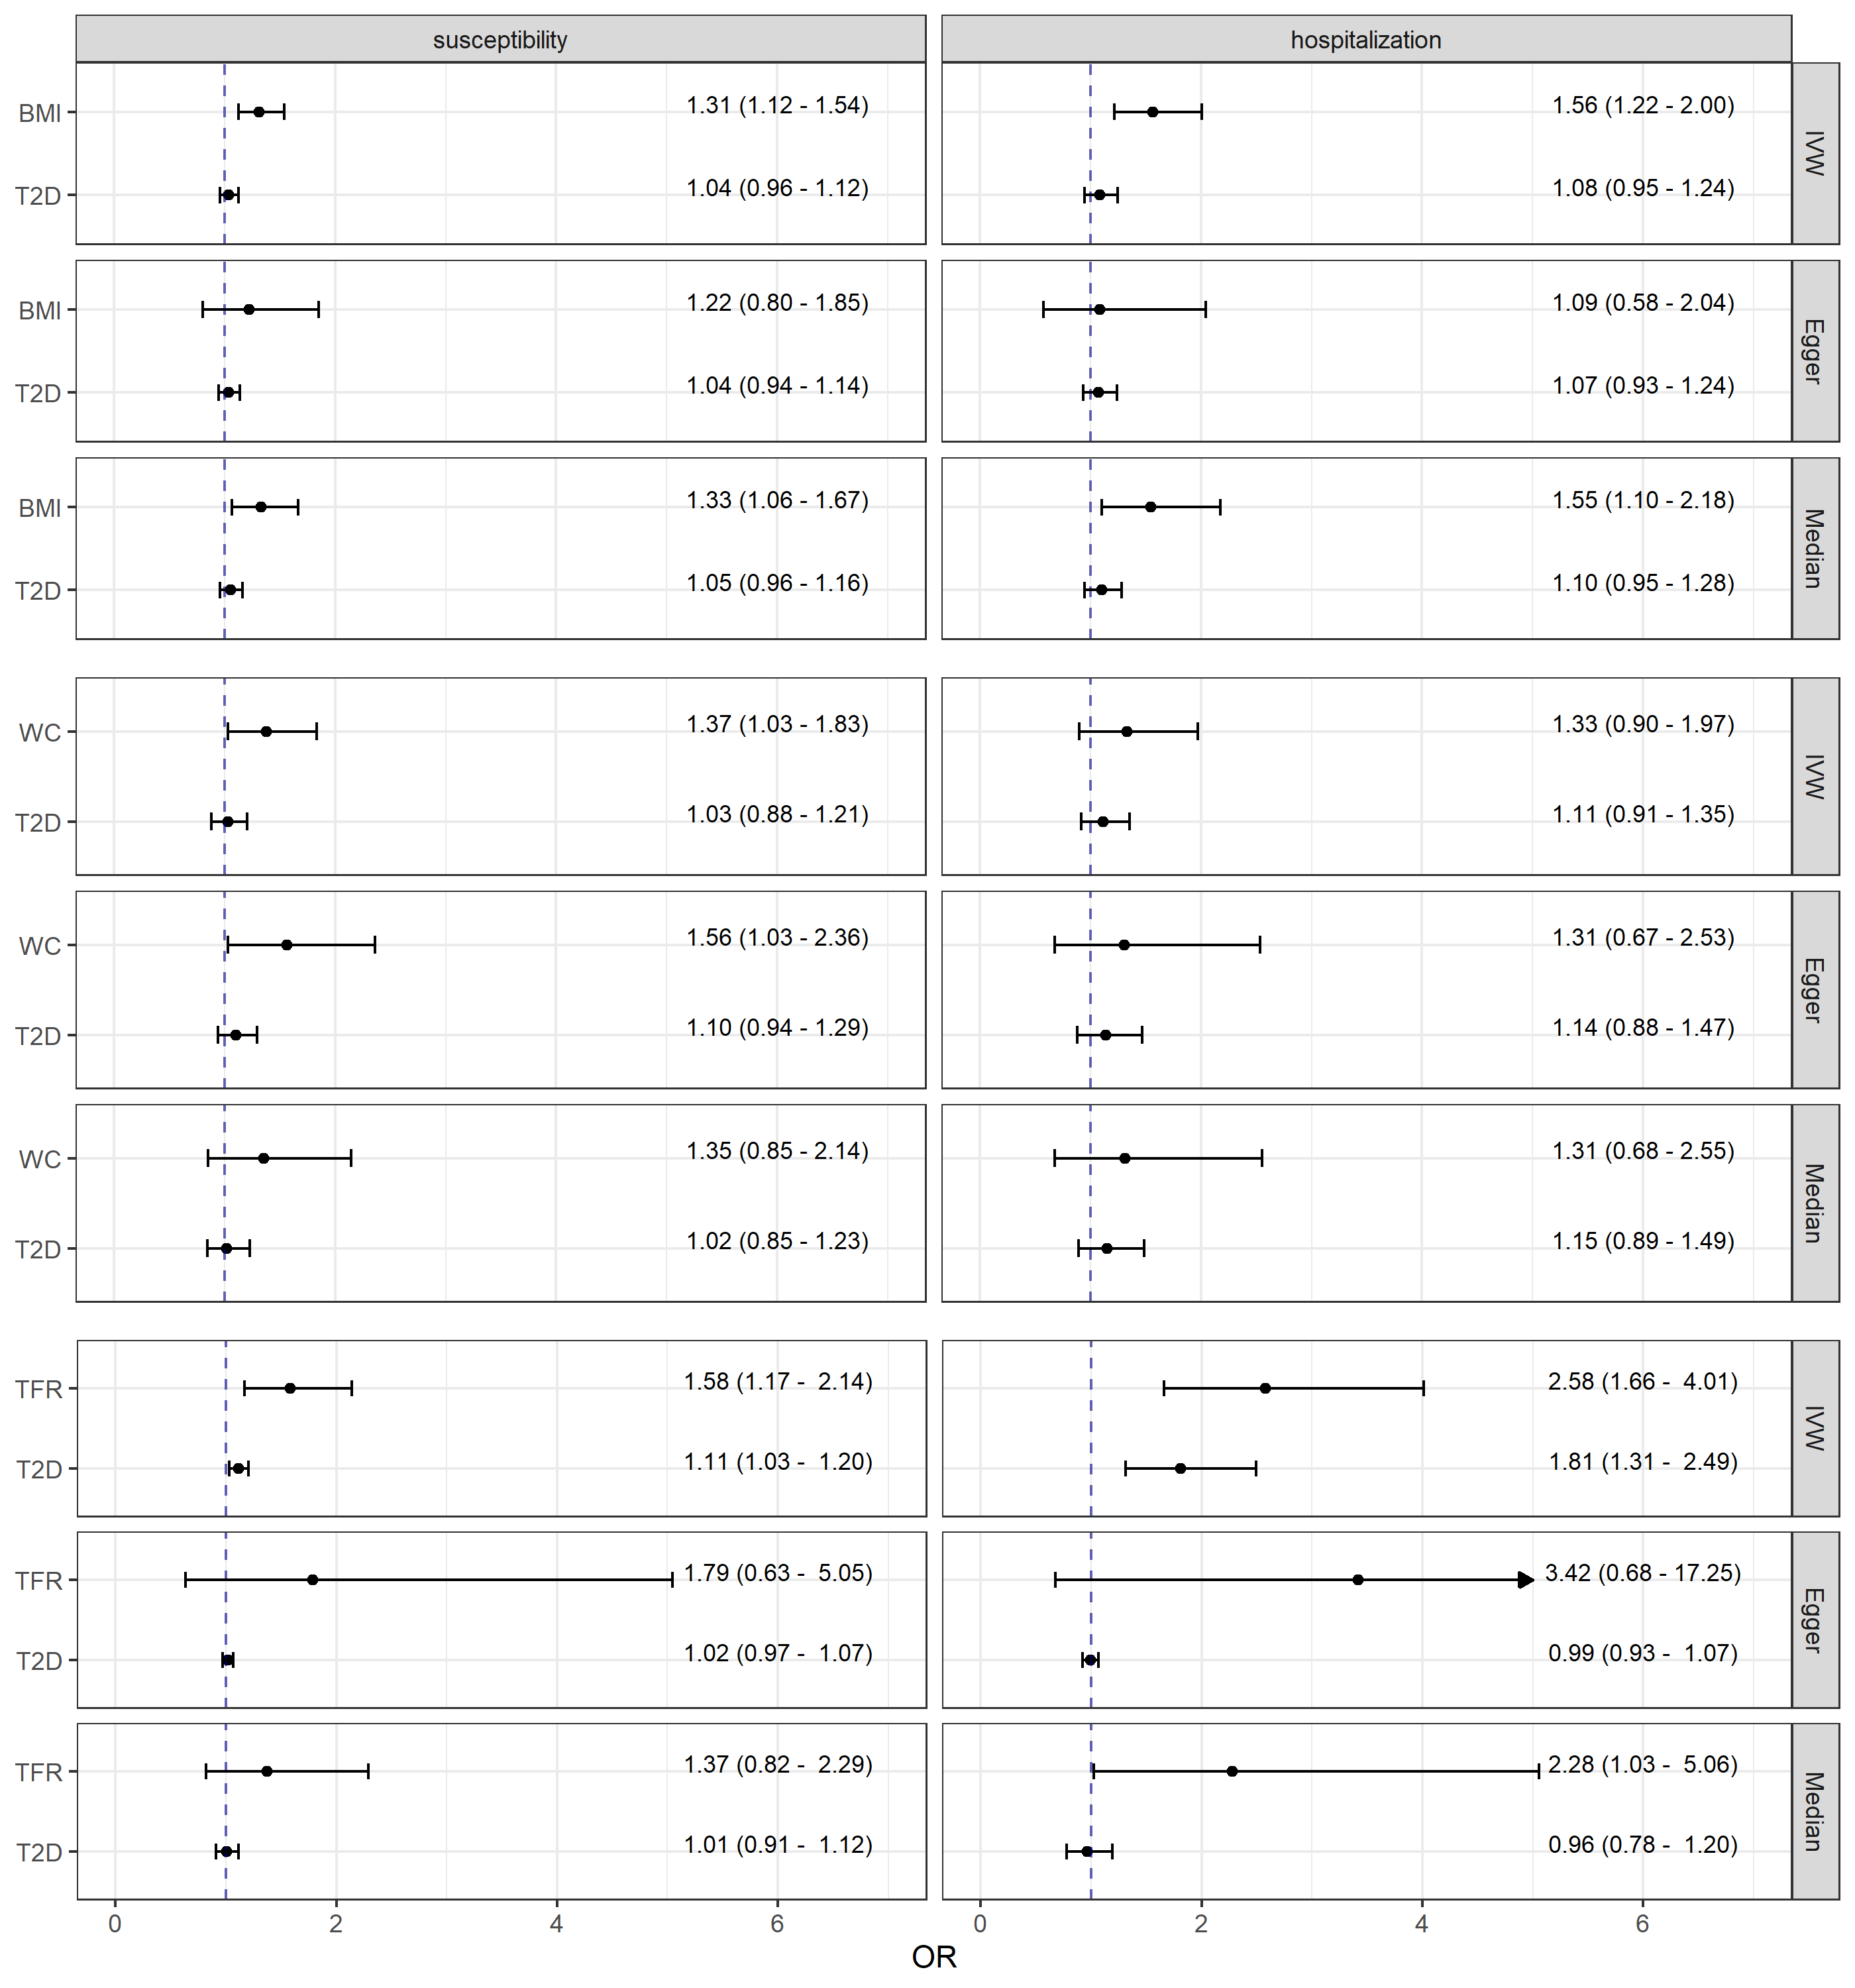 susceptibility hospitalization
BMI 1.31 (1.12 - 1.54) 1.56 (1.22 - 2.00) IVW
T2D 1.04 (0.96 - 1.12) 1.08 (0.95 - 1.24)
BMI 1.22 (0.80 - 1.85) 1.09 (0.58 - 2.04) Egger
T2D 1.04 (0.94 - 1.14) 1.07 (0.93 - 1.24)
BMI 1.33 (1.06 - 1.67) 1.55 (1.10 - 2.18) Median
T2D 1.05 (0.96 - 1.16) 1.10 (0.95 - 1.28)
WC 1.37 (1.03 - 1.83) 1.33 (0.90 - 1.97) IVW
T2D 1.03 (0.88 - 1.21) 1.11 (0.91 - 1.35)
WC 1.56 (1.03 - 2.36) 1.31 (0.67 - 2.53) Egger
T2D 1.10 (0.94 - 1.29) 1.14 (0.88 - 1.47)
WC 1.35 (0.85 - 2.14) 1.31 (0.68 - 2.55) Median
T2D 1.02 (0.85 - 1.23) 1.15 (0.89 - 1.49)
TFR 1.58 (1.17 - 2.14) 2.58 (1.66 - 4.01) IVW
T2D 1.11 (1.03 - 1.20) 1.81 (1.31 - 2.49)
TFR 1.79 (0.63 - 5.05) 3.42 (0.68 - 17.25) Egger
T2D 1.02 (0.97 - 1.07) 0.99 (0.93 - 1.07)
TFR 1.37 (0.82 - 2.29) 2.28 (1.03 - 5.06) Median
T2D 1.01 (0.91 - 1.12) 0.96 (0.78 - 1.20)
0 2 4 6 0 2 4 6
OR